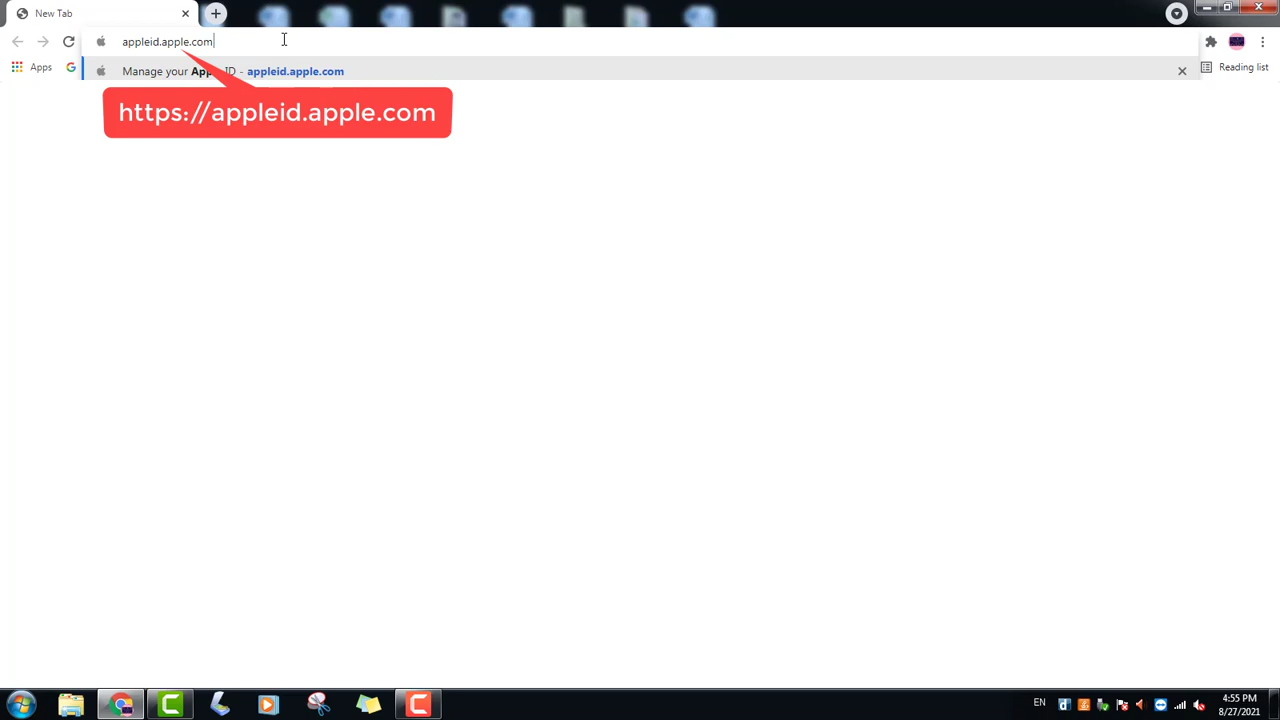 New Tab
appleid.apple.com
Apps
Manage your Apple ID - appleid.apple.com
Reading list
https://appleid.apple.com
EN
4:55 PM
8/27/2021